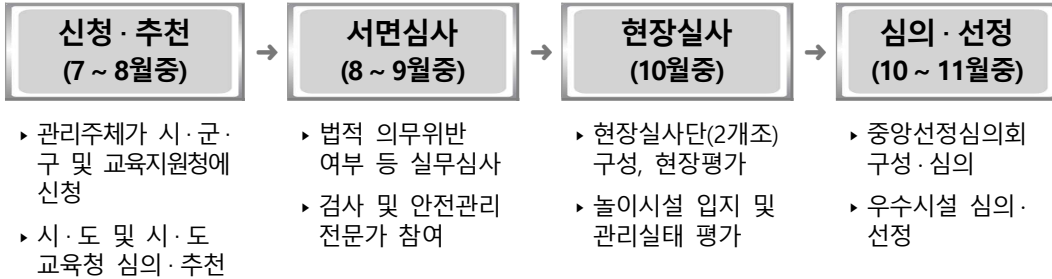 신청 · 추천
(7 ~ 8월중)
➔
서면심사
(8 ~ 9월중)
➔
현장실사
(10월중)
➔
심의 · 선정
(10 ~ 11월중)
▸ 관리주체가 시 · 군 ·
구 및 교육지원청에
신청
▸ 시 · 도 및 시 · 도
교육청 심의 · 추천
▸ 법적 의무위반
여부 등 실무심사
▸ 검사 및 안전관리
전문가 참여
▸ 현장실사단(2개조)
구성, 현장평가
▸ 놀이시설 입지 및
관리실태 평가
▸ 중앙선정심의회
구성 · 심의
▸ 우수시설 심의 ·
선정